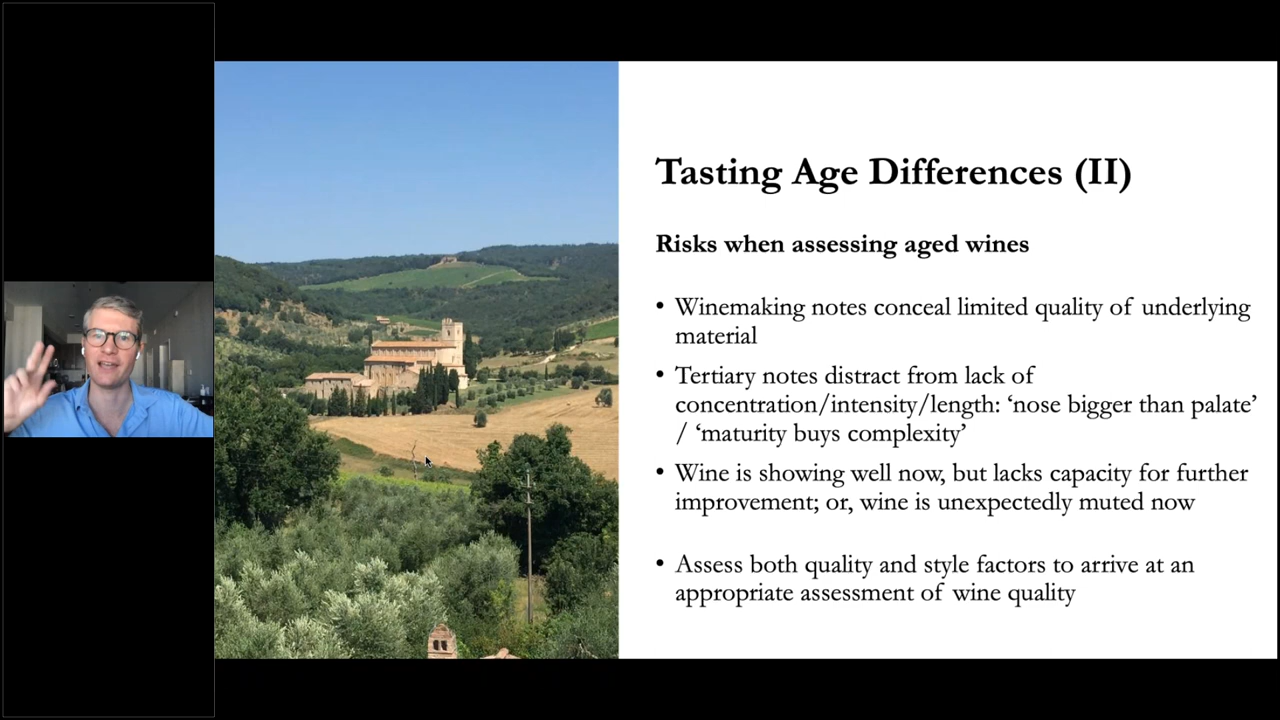 Tasting Age Differences (II)
Risks when assessing aged wines
• Winemaking notes conceal limited quality of underlying
material
• Tertiary notes distract from lack of
concentration/intensity/length: ‘nose bigger than palate’
/ ‘maturity buys complexity’
• Wine is showing well now, but lacks capacity for further
improvement; or, wine is unexpectedly muted now
• Assess both quality and style factors to arrive at an
appropriate assessment of wine quality